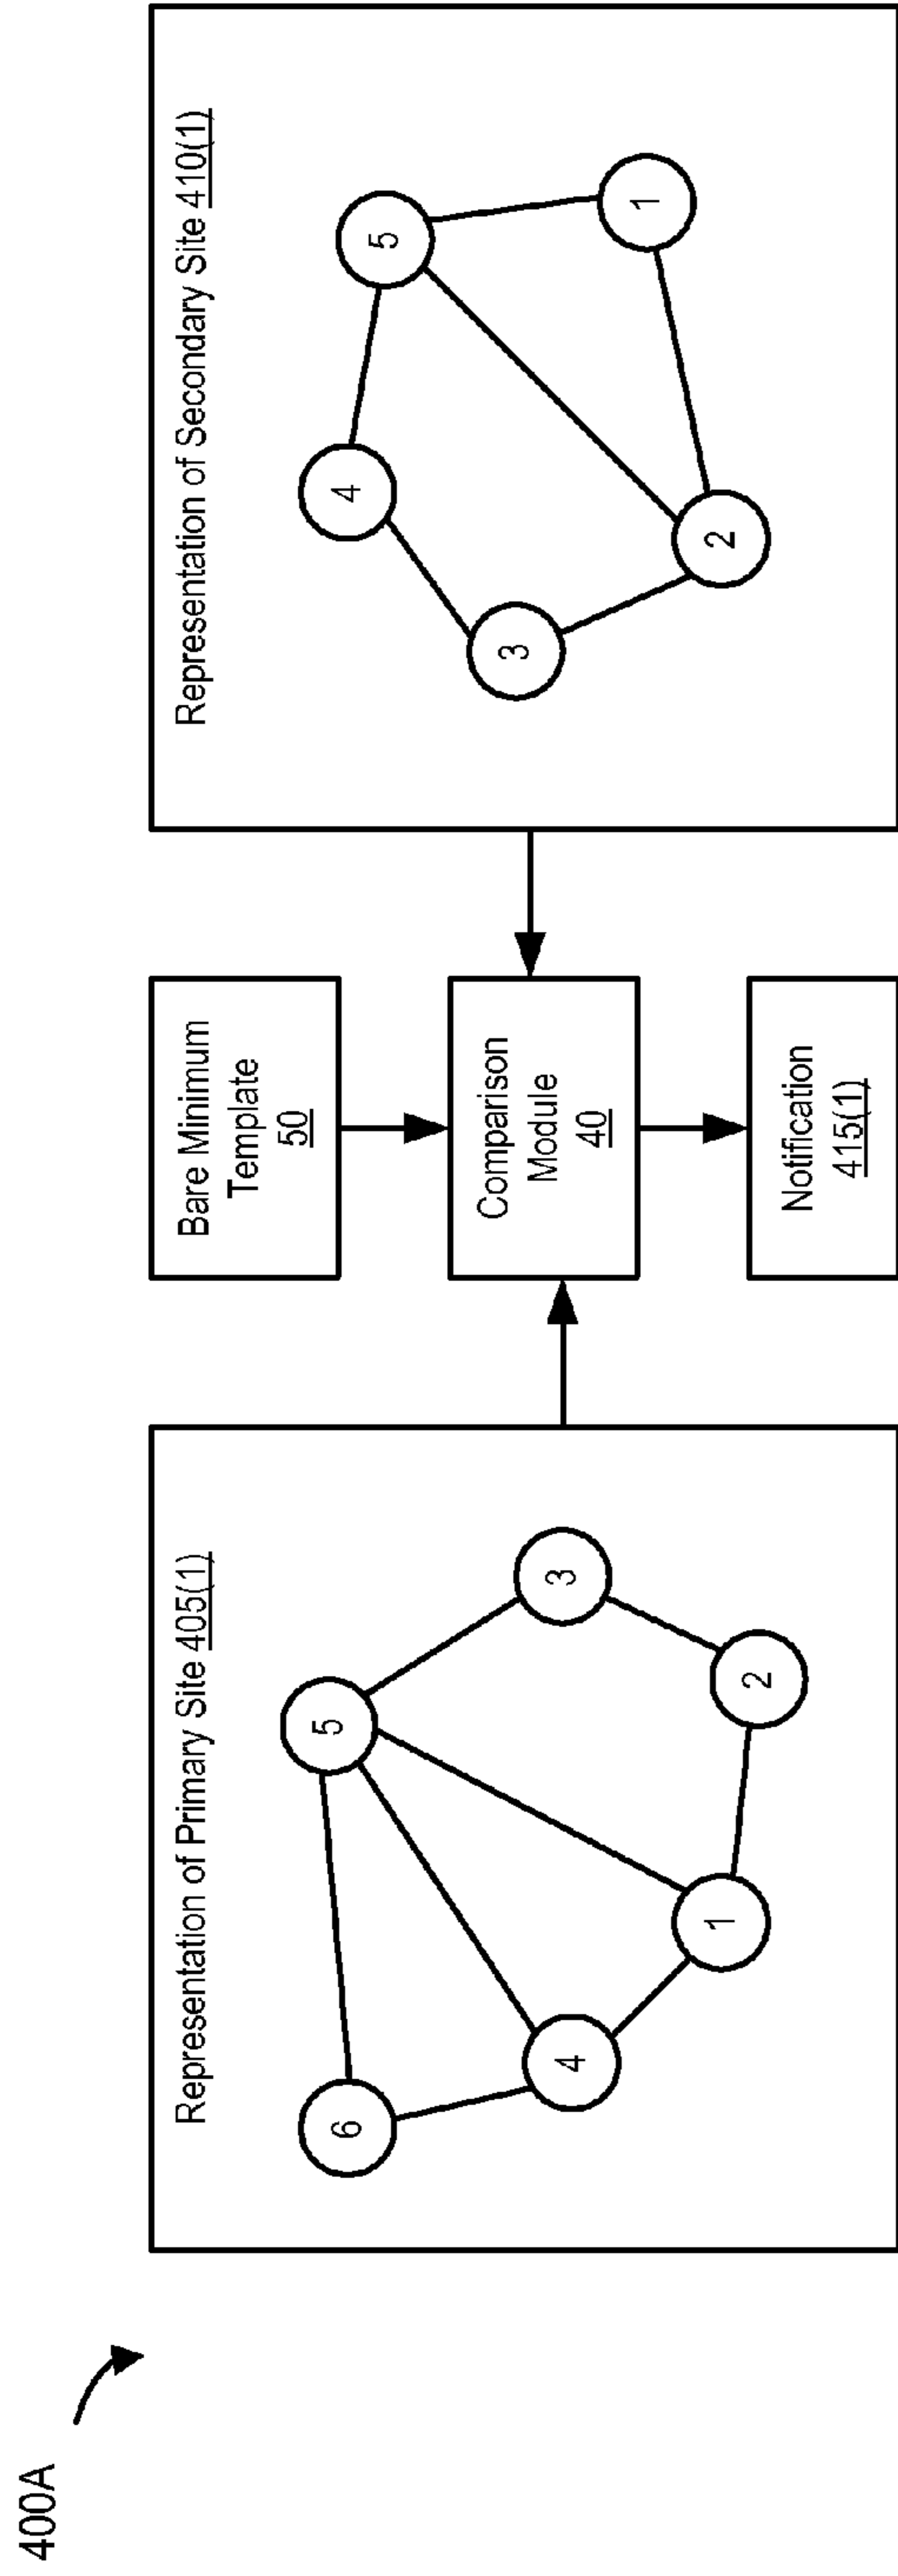 400A
Representation of Primary Site 405(1)
6
5
4
1
3
2
Bare Minimum
Template
50
Comparison
Module
40
Notification
415(1)
Representation of Secondary Site 410(1)
4
5
3
2
1